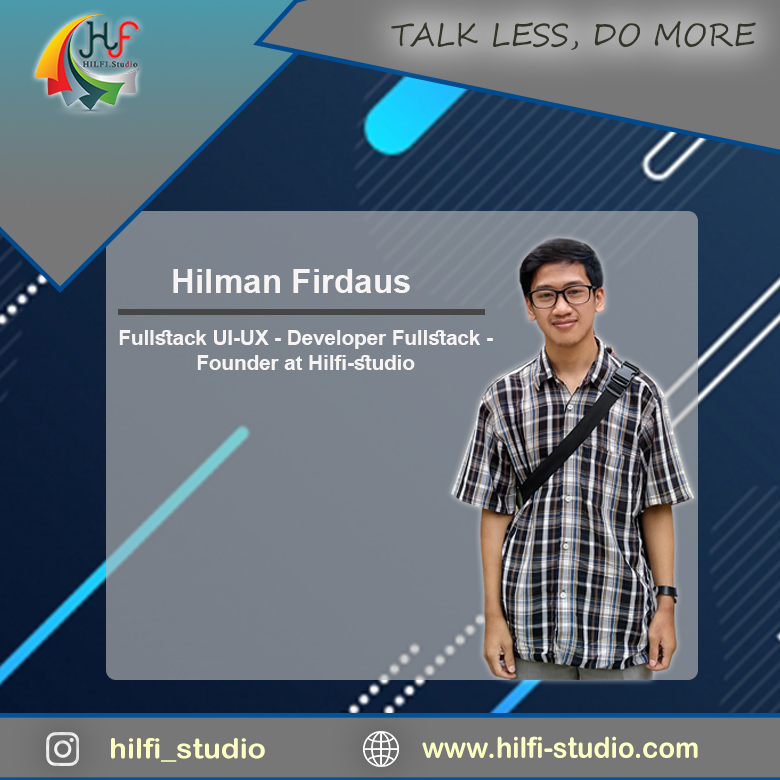 HF
HILFI.Studio
TALK LESS, DO MORE
Hilman Firdaus
Fullstack UI-UX - Developer Fullstack -
Founder at Hilfi-studio
hilfi_studio
www.hilfi-studio.com